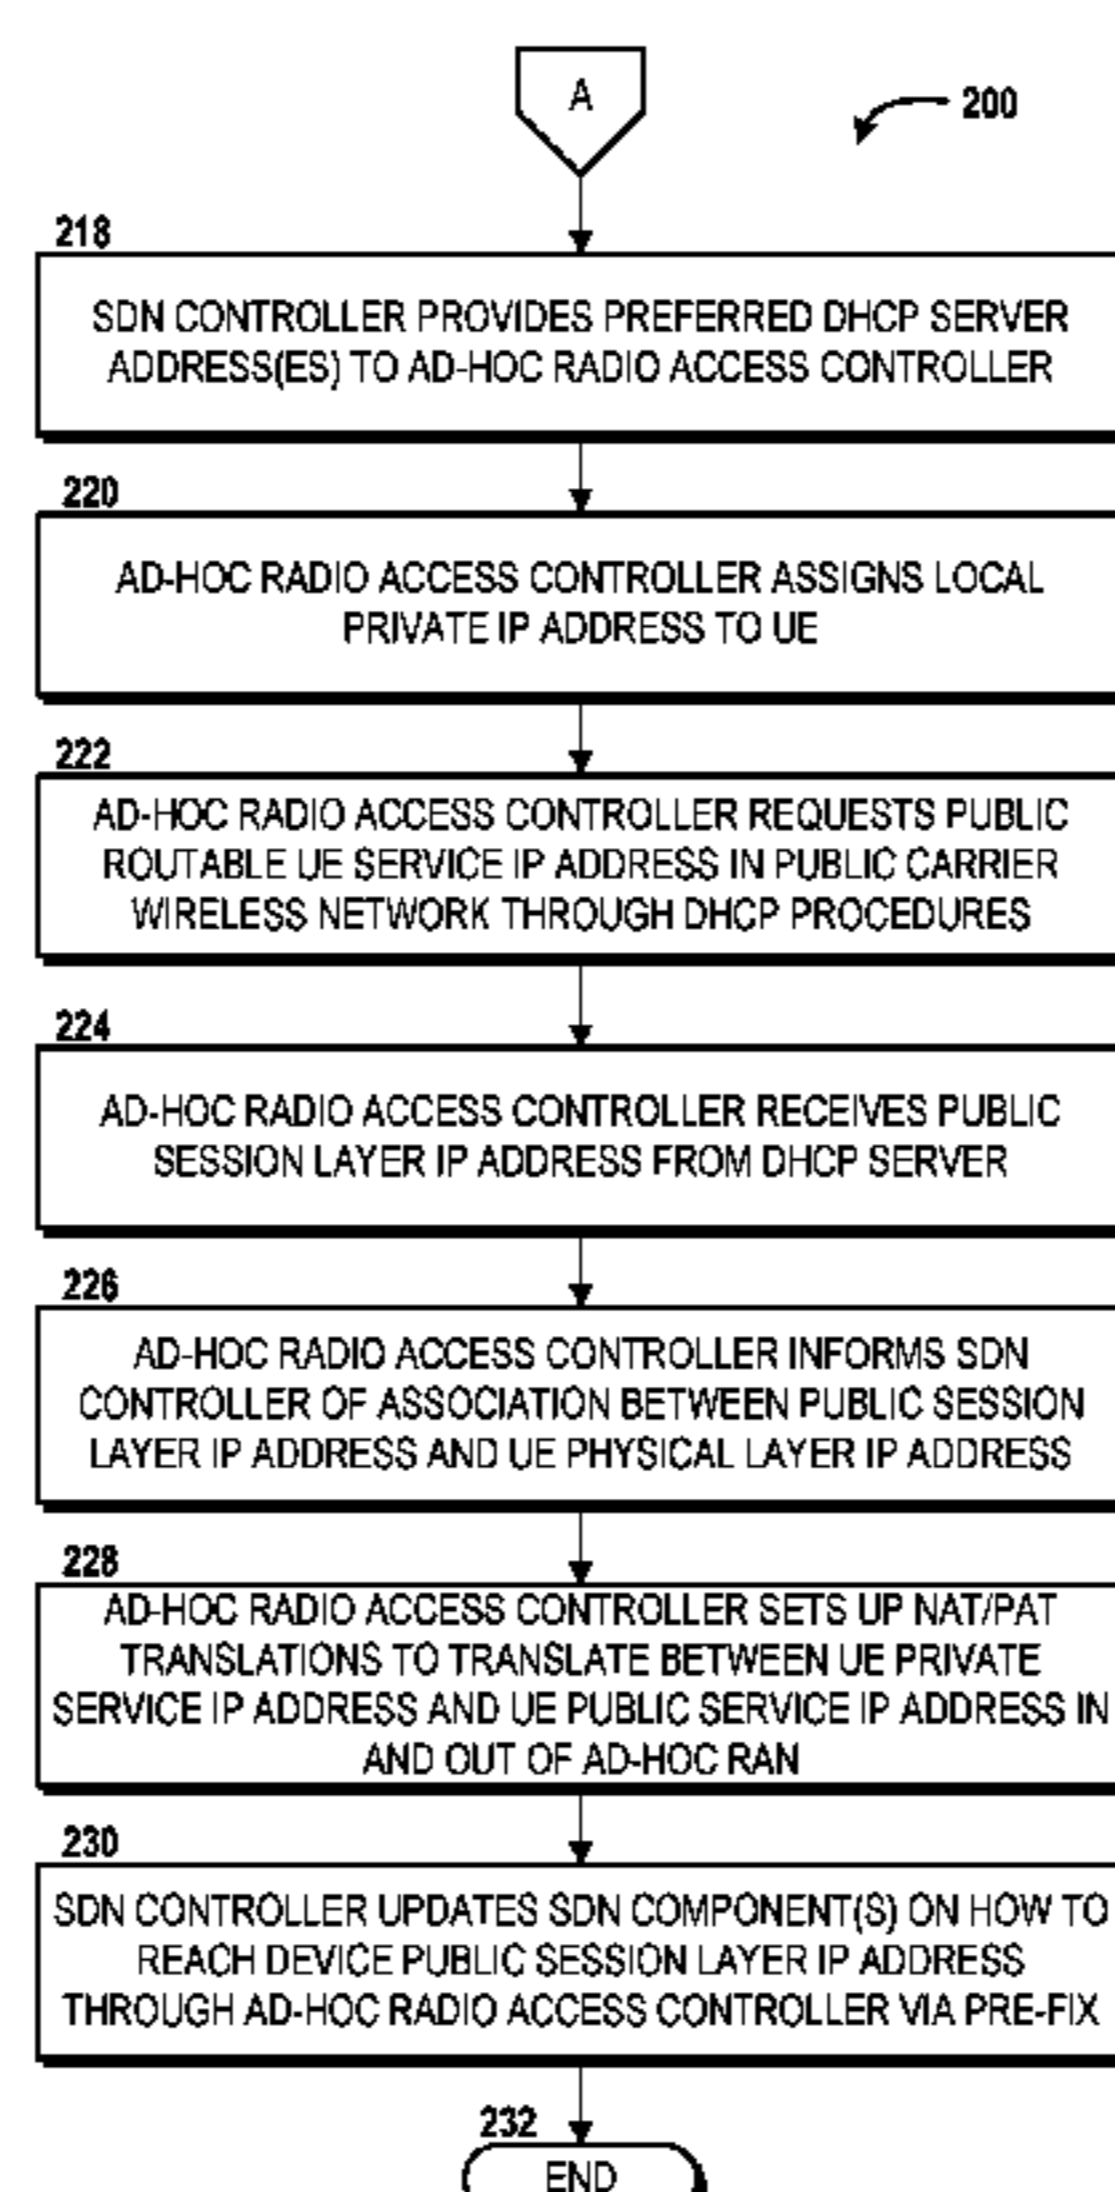 A
200
218
SDN CONTROLLER PROVIDES PREFERRED DHCP SERVER
ADDRESS(ES) TO AD-HOC RADIO ACCESS CONTROLLER
220
AD-HOC RADIO ACCESS CONTROLLER ASSIGNS LOCAL
PRIVATE IP ADDRESS TO UE
222
AD-HOC RADIO ACCESS CONTROLLER REQUESTS PUBLIC
ROUTABLE UE SERVICE IP ADDRESS IN PUBLIC CARRIER
WIRELESS NETWORK THROUGH DHCP PROCEDURES
224
AD-HOC RADIO ACCESS CONTROLLER RECEIVES PUBLIC
SESSION LAYER IP ADDRESS FROM DHCP SERVER
226
AD-HOC RADIO ACCESS CONTROLLER INFORMS SDN
CONTROLLER OF ASSOCIATION BETWEEN PUBLIC SESSION
LAYER IP ADDRESS AND UE PHYSICAL LAYER IP ADDRESS
228
AD-HOC RADIO ACCESS CONTROLLER SETS UP NAT/PAT
TRANSLATIONS TO TRANSLATE BETWEEN UE PRIVATE
SERVICE IP ADDRESS AND UE PUBLIC SERVICE IP ADDRESS IN
AND OUT OF AD-HOC RAN
230
SDN CONTROLLER UPDATES SDN COMPONENT(S) ON HOW TO
REACH DEVICE PUBLIC SESSION LAYER IP ADDRESS
THROUGH AD-HOC RADIO ACCESS CONTROLLER VIA PRE-FIX
232
END